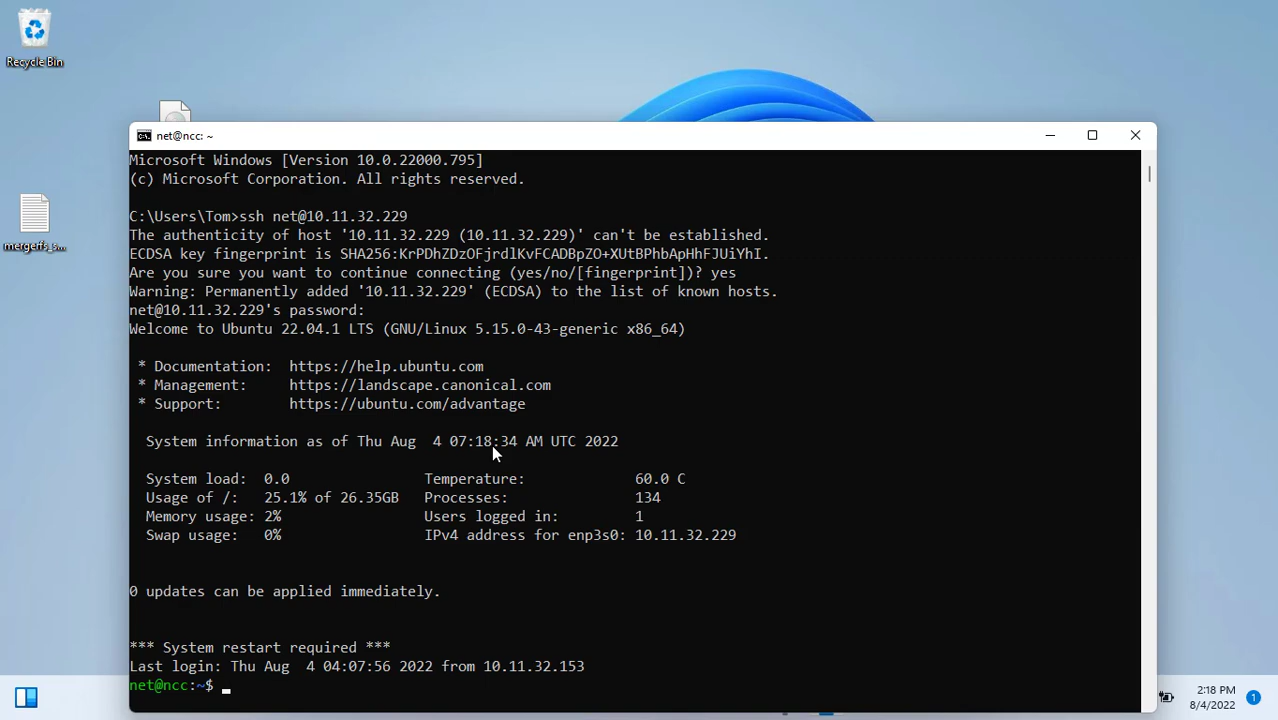 Recycle Bin
mergerfs_s...
net@ncc: ~
Microsoft Windows [Version 10.0.22000.795]
(c) Microsoft Corporation. All rights reserved.
C:\Users\Tom>ssh net@10.11.32.229
The authenticity of host '10.11.32.229 (10.11.32.229)' can't be established.
ECDSA key fingerprint is SHA256:KrPDhZDzOFjrdlKvFCADBpZO+XUtBPhbApHhFJUiYhI.
Are you sure you want to continue connecting (yes/no/[fingerprint])? yes
Warning: Permanently added '10.11.32.229' (ECDSA) to the list of known hosts.
net@10.11.32.229's password:
Welcome to Ubuntu 22.04.1 LTS (GNU/Linux 5.15.0-43-generic x86_64)
* Documentation: https://help.ubuntu.com
* Management: https://landscape.canonical.com
* Support: https://ubuntu.com/advantage
System information as of Thu Aug 4 07:18:34 AM UTC 2022
System load: 0.0 Temperature: 60.0 C
Usage of /: 25.1% of 26.35GB Processes: 134
Memory usage: 2% Users logged in: 1
Swap usage: 0% IPv4 address for enp3s0: 10.11.32.229
0 updates can be applied immediately.
*** System restart required ***
Last login: Thu Aug 4 04:07:56 2022 from 10.11.32.153
net@ncc:~$
2:18 PM
8/4/2022
1